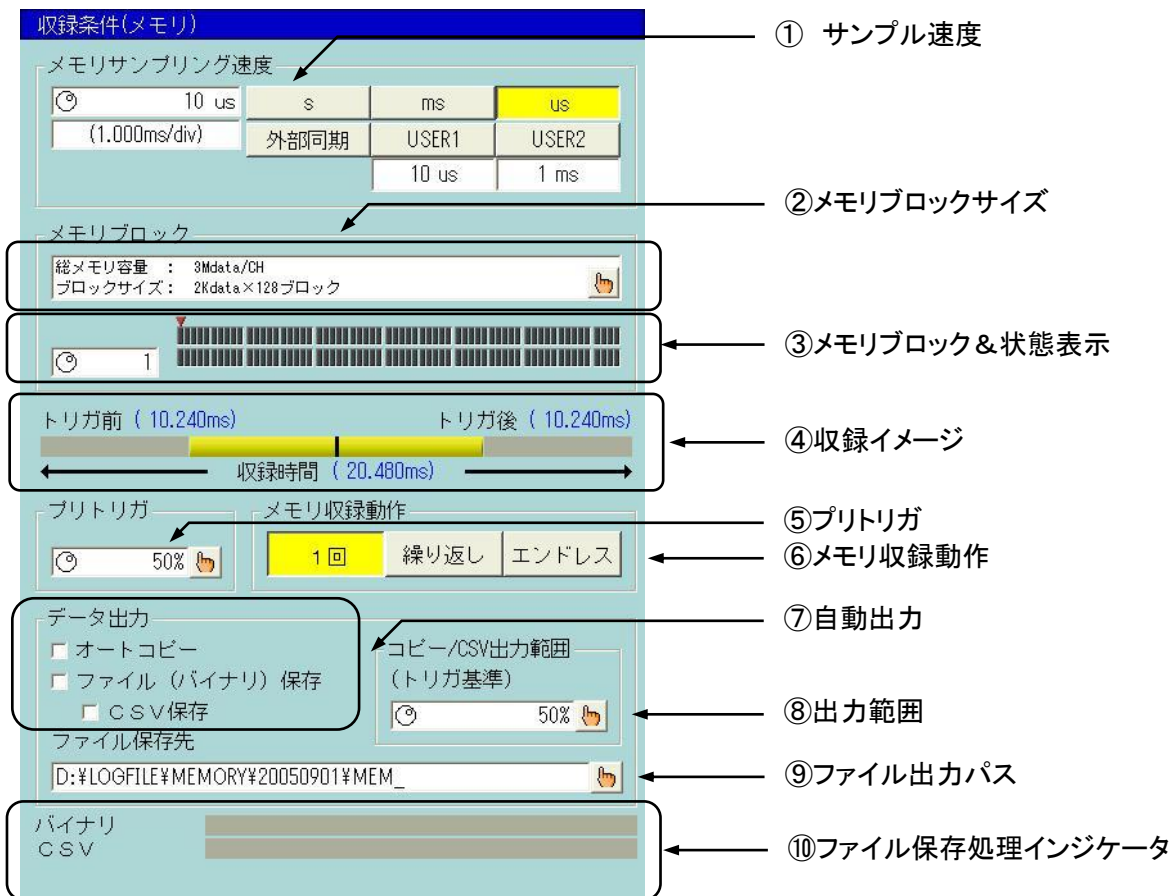 収録条件(メモリ)
① サンプル速度
メモリサンプリング速度
10 us
s
ms
us
(1.000ms/div)
外部同期
USER1
USER2
10 us
1 ms
②メモリブロックサイズ
メモリブロック
総メモリ容量 : 3Mdata/CH
ブロックサイズ: 2Kdata×128ブロック
③メモリブロック&状態表示
1
トリガ前 ( 10.240ms)
トリガ後 ( 10.240ms)
④収録イメージ
収録時間 ( 20.480ms)
プリトリガ
メモリ収録動作
⑤プリトリガ
50%
1回
繰り返し
エンドレス
⑥メモリ収録動作
データ出力
⑦自動出力
オートコピー
コピー/CSV出力範囲
ファイル(バイナリ)保存
(トリガ基準)
CSV保存
50%
⑧出力範囲
ファイル保存先
D:¥LOGFILE¥MEMORY¥20050901¥MEM_
⑨ファイル出力パス
バイナリ
CSV
⑩ファイル保存処理インジケータ